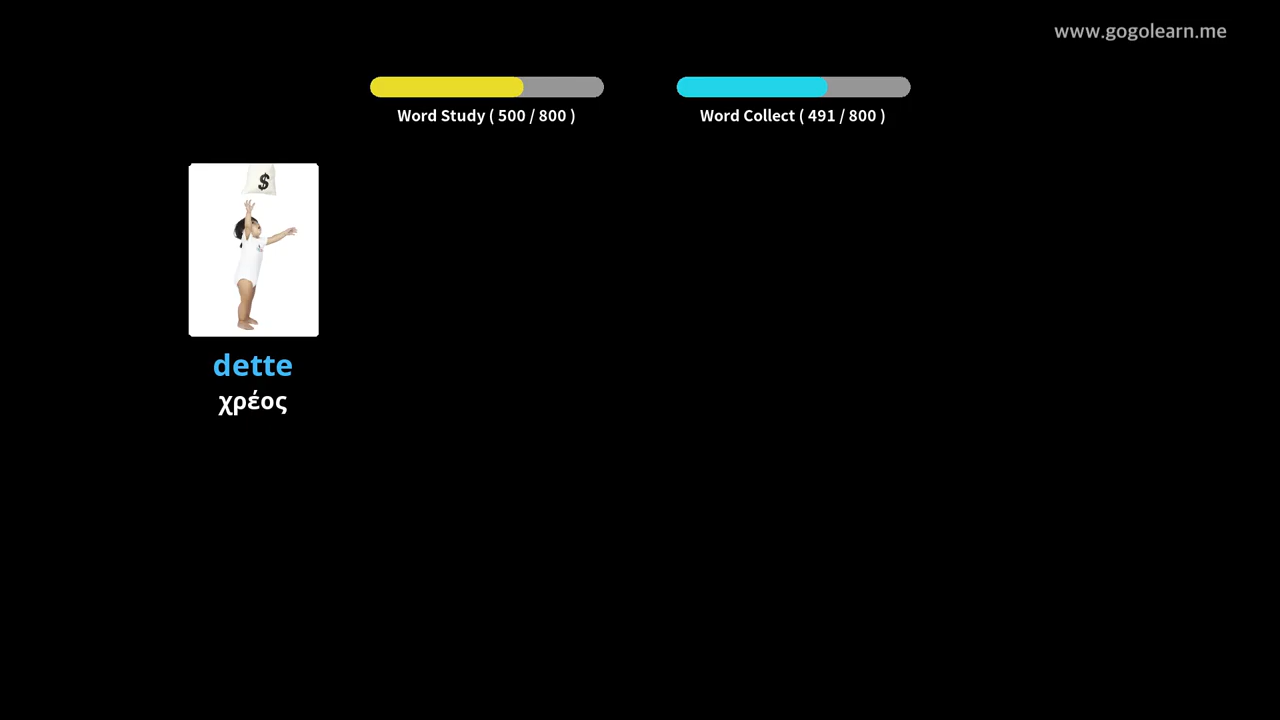 www.gogolearn.me
Word Study ( 500 / 800 )
Word Collect ( 491 / 800 )
$
dette
χρέος